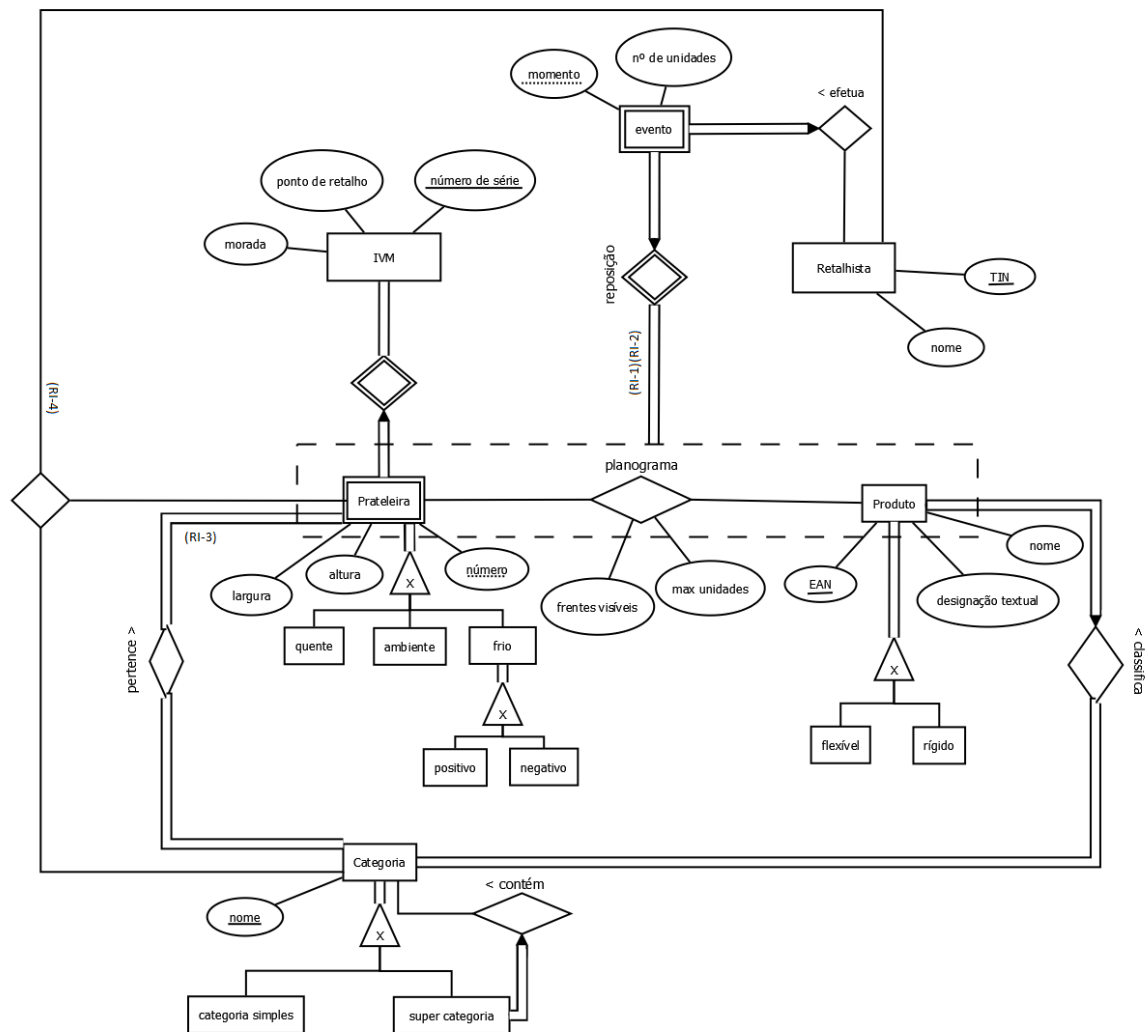 momento
nº de unidades
< efetua
evento
ponto de retalho
número de série
morada
IVM
reposição
Retalhista
TIN
nome
(RI-1)(RI-2)
(RI-4)
planograma
Prateleira
Produto
(RI-3)
nome
largura
altura
número
EAN
designação textual
frentes visíveis
max unidades
X
quente
ambiente
frio
pertence >
< classifica
X
X
positivo
negativo
flexível
rígido
Categoria
< contém
nome
X
categoria simples
super categoria